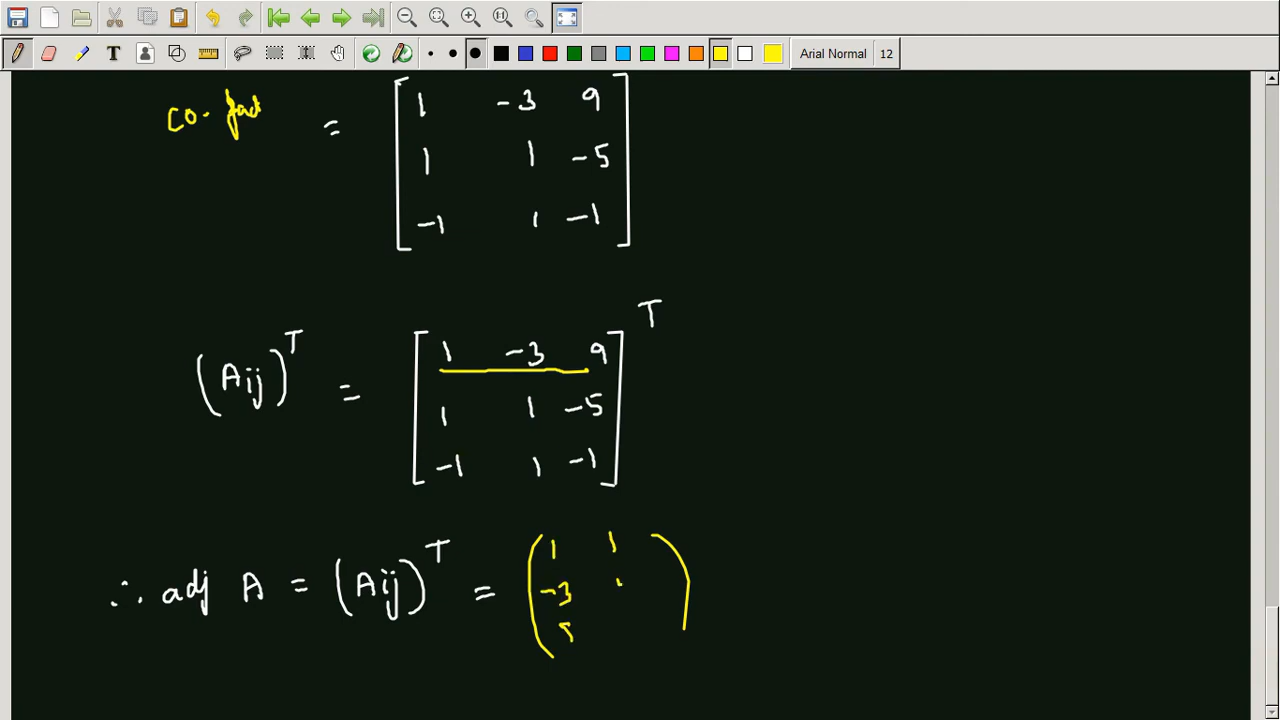 Arial Normal 12
co-fact = [1 -3 9
1 1 -5
-1 1 -1]
(Aij)^T = [1 -3 9
1 1 -5
-1 1 -1]^T
∴ adj A = (Aij)^T = (1 1
-3
9)